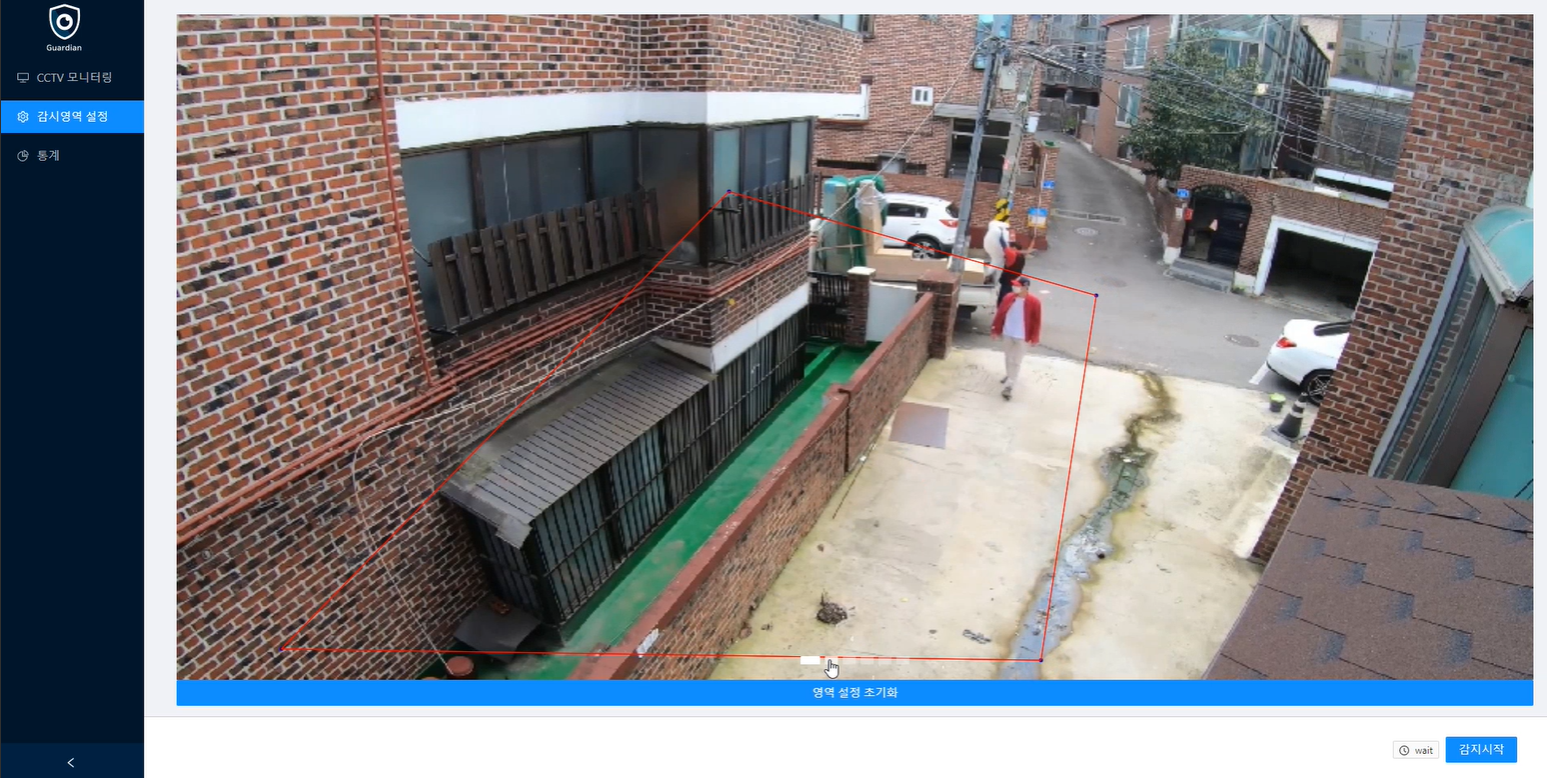 Guardian
CCTV 모니터링
감시영역 설정
통계
영역 설정 초기화
wait
감지시작